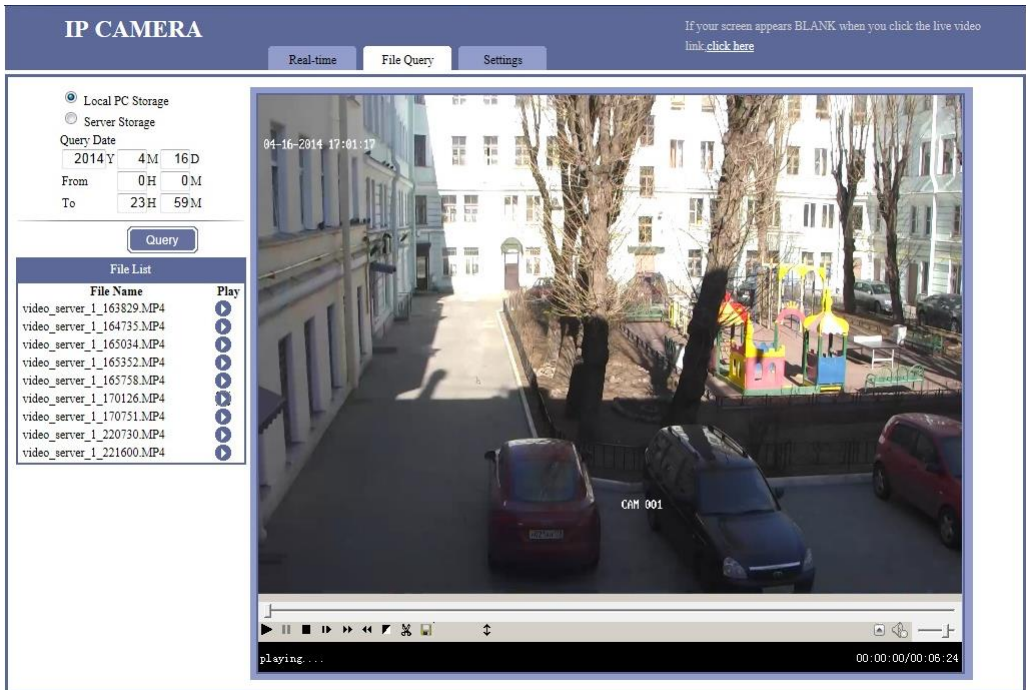 IP CAMERA
If your screen appears BLANK when you click the live video
link,click here
Real-time File Query Settings
Local PC Storage
Server Storage
Query Date
2014 Y 4 M 16 D
From 0 H 0 M
To 23 H 59 M
Query
File List
File Name Play
video_server_1_163829.MP4
video_server_1_164735.MP4
video_server_1_165034.MP4
video_server_1_165352.MP4
video_server_1_165758.MP4
video_server_1_170126.MP4
video_server_1_170751.MP4
video_server_1_220730.MP4
video_server_1_221600.MP4
04-16-2014 17:01:17
CAM 001
playing.... 00:00:00/00:06:24